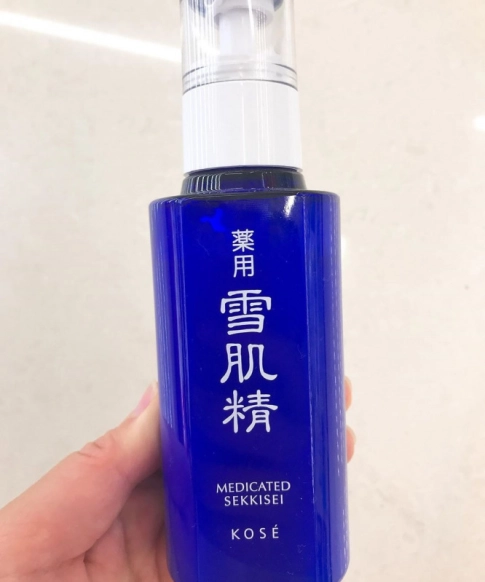 薬用
雪肌精
MEDICATED
SEKKISEI
KOSÉ